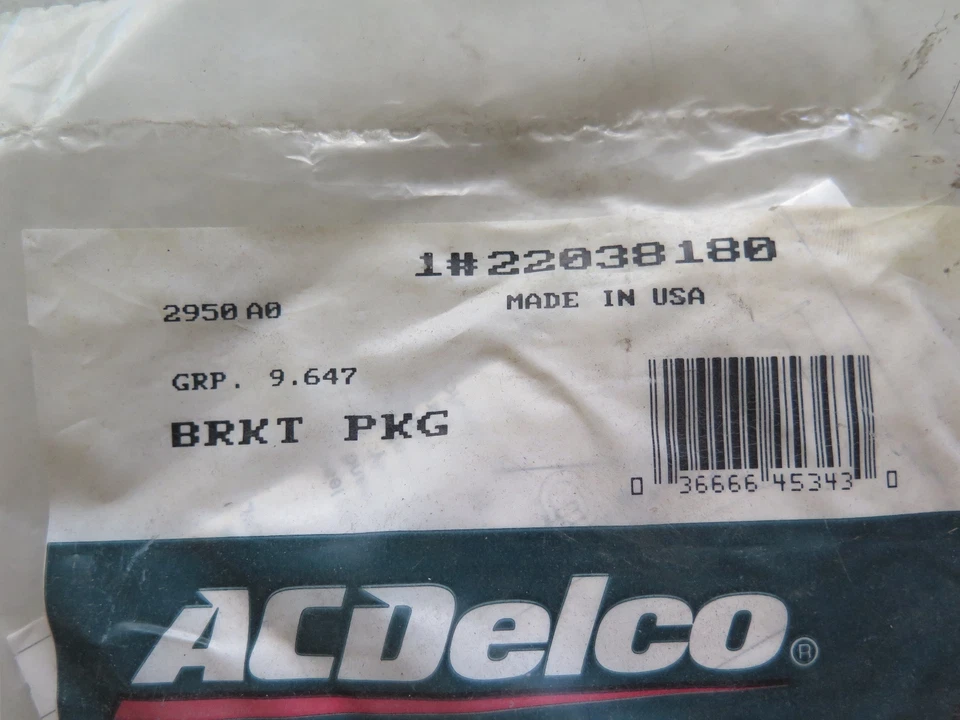 1#22038180
MADE IN USA
2950 A0
GRP. 9.647
BRKT PKG
0 36666 45343 0
ACDelco®